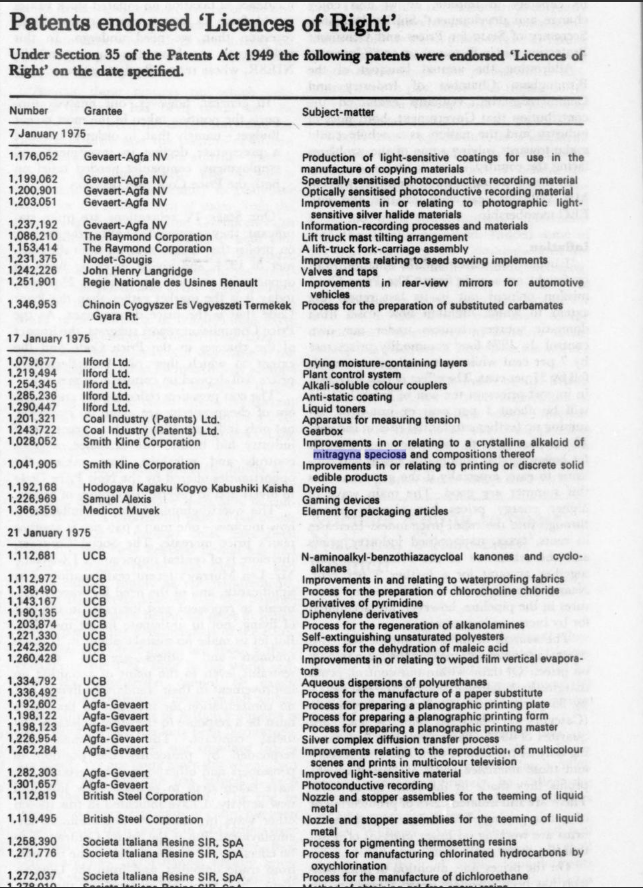 Patents endorsed 'Licences of Right'
Under Section 35 of the Patents Act 1949 the following patents were endorsed 'Licences of
Right' on the date specified.
Number Grantee Subject-matter
7 January 1975
1,176,052 Gevaert-Agfa NV Production of light-sensitive coatings for use in the
manufacture of copying materials
1,199,062 Gevaert-Agfa NV Spectrally sensitised photoconductive recording material
1,200,901 Gevaert-Agfa NV Optically sensitised photoconductive recording material
1,203,051 Gevaert-Agfa NV Improvements in or relating to photographic light-
sensitive silver halide materials
1,237,192 Gevaert-Agfa NV Information-recording processes and materials
1,086,210 The Raymond Corporation Lift truck mast tilting arrangement
1,153,414 The Raymond Corporation A lift-truck fork-carriage assembly
1,231,375 Nodet-Gougis Improvements relating to seed sowing implements
1,242,226 John Henry Langridge Valves and taps
1,251,901 Regie Nationale des Usines Renault Improvements in rear-view mirrors for automotive
vehicles
1,346,953 Chinoin Cyogyszer Es Vegyeszeti Termekek Process for the preparation of substituted carbamates
Gyara Rt.
17 January 1975
1,079,677 Ilford Ltd. Drying moisture-containing layers
1,219,494 Ilford Ltd. Plant control system
1,254,345 Ilford Ltd. Alkali-soluble colour couplers
1,285,236 Ilford Ltd. Anti-static coating
1,290,447 Ilford Ltd. Liquid toners
1,201,321 Coal Industry (Patents) Ltd. Apparatus for measuring tension
1,243,722 Coal Industry (Patents) Ltd. Gearbox
1,028,052 Smith Kline Corporation Improvements in or relating to a crystalline alkaloid of
mitragyna speciosa and compositions thereof
1,041,905 Smith Kline Corporation Improvements in or relating to printing or discrete solid
edible products
1,192,168 Hodogaya Kagaku Kogyo Kabushiki Kaisha Dyeing
1,226,969 Samuel Alexis Gaming devices
1,366,359 Medicot Muvek Element for packaging articles
21 January 1975
1,112,681 UCB N-aminoalkyl-benzothiazacycloal kanones and cyclo-
alkanes
1,112,972 UCB Improvements in and relating to waterproofing fabrics
1,138,490 UCB Process for the preparation of chlorocholine chloride
1,143,167 UCB Derivatives of pyrimidine
1,190,135 UCB Diphenylene derivatives
1,203,874 UCB Process for the regeneration of alkanolamines
1,221,330 UCB Self-extinguishing unsaturated polyesters
1,242,320 UCB Process for the dehydration of maleic acid
1,260,428 UCB Improvements in or relating to wiped film vertical evapora-
tors
1,334,792 UCB Aqueous dispersions of polyurethanes
1,336,492 UCB Process for the manufacture of a paper substitute
1,192,602 Agfa-Gevaert Process for preparing a planographic printing plate
1,198,122 Agfa-Gevaert Process for preparing a planographic printing form
1,198,123 Agfa-Gevaert Process for preparing a planographic printing master
1,226,954 Agfa-Gevaert Silver complex diffusion transfer process
1,262,284 Agfa-Gevaert Improvements relating to the reproduction of multicolour
scenes and prints in multicolour television
1,282,303 Agfa-Gevaert Improved light-sensitive material
1,301,657 Agfa-Gevaert Photoconductive recording
1,112,819 British Steel Corporation Nozzle and stopper assemblies for the teeming of liquid
metal
1,119,495 British Steel Corporation Nozzle and stopper assemblies for the teeming of liquid
metal
1,258,390 Societa Italiana Resine SIR, SpA Process for pigmenting thermosetting resins
1,271,776 Societa Italiana Resine SIR, SpA Process for manufacturing chlorinated hydrocarbons by
oxychlorination
1,272,037 Societa Italiana Resine SIR, SpA Process for the manufacture of dichloroethane
Societa Italiana Resine SIR, SpA